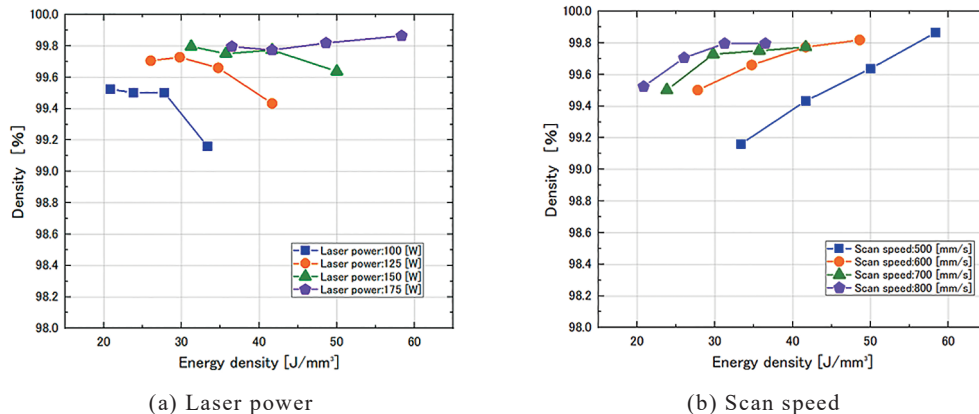 100.0
99.8
99.6
99.4
99.2
99.0
98.8
98.6
98.4
98.2
98.0
Density [%]
20 30 40 50 60
Energy density [J/mm³]
Laser power:100 [W]
Laser power:125 [W]
Laser power:150 [W]
Laser power:175 [W]
(a) Laser power
100.0
99.8
99.6
99.4
99.2
99.0
98.8
98.6
98.4
98.2
98.0
Density [%]
20 30 40 50 60
Energy density [J/mm³]
Scan speed:500 [mm/s]
Scan speed:600 [mm/s]
Scan speed:700 [mm/s]
Scan speed:800 [mm/s]
(b) Scan speed